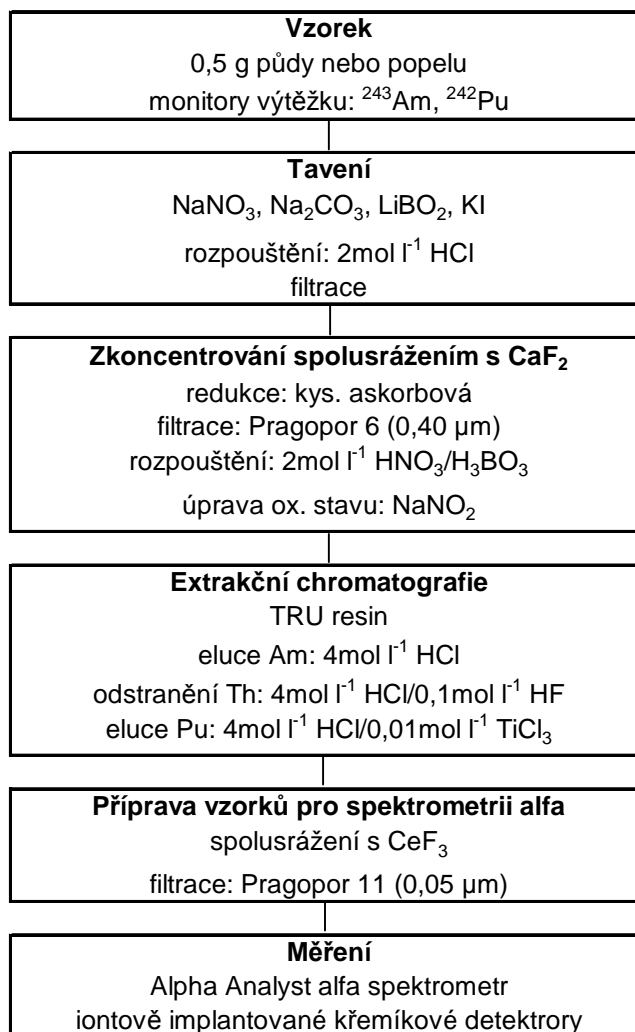 Vzorek
0,5 g půdy nebo popelu
monitory výtěžku: ²⁴³Am, ²⁴²Pu
Tavení
NaNO₃, Na₂CO₃, LiBO₂, KI
rozpouštění: 2mol l⁻¹ HCl
filtrace
Zkoncentrování spolusrážením s CaF₂
redukce: kys. askorbová
filtrace: Pragopor 6 (0,40 µm)
rozpouštění: 2mol l⁻¹ HNO₃/H₃BO₃
úprava ox. stavu: NaNO₂
Extrakční chromatografie
TRU resin
eluce Am: 4mol l⁻¹ HCl
odstranění Th: 4mol l⁻¹ HCl/0,1mol l⁻¹ HF
eluce Pu: 4mol l⁻¹ HCl/0,01mol l⁻¹ TiCl₃
Příprava vzorků pro spektrometrii alfa
spolusrážení s CeF₃
filtrace: Pragopor 11 (0,05 µm)
Měření
Alpha Analyst alfa spektrometr
iontově implantované křemíkové detektrory